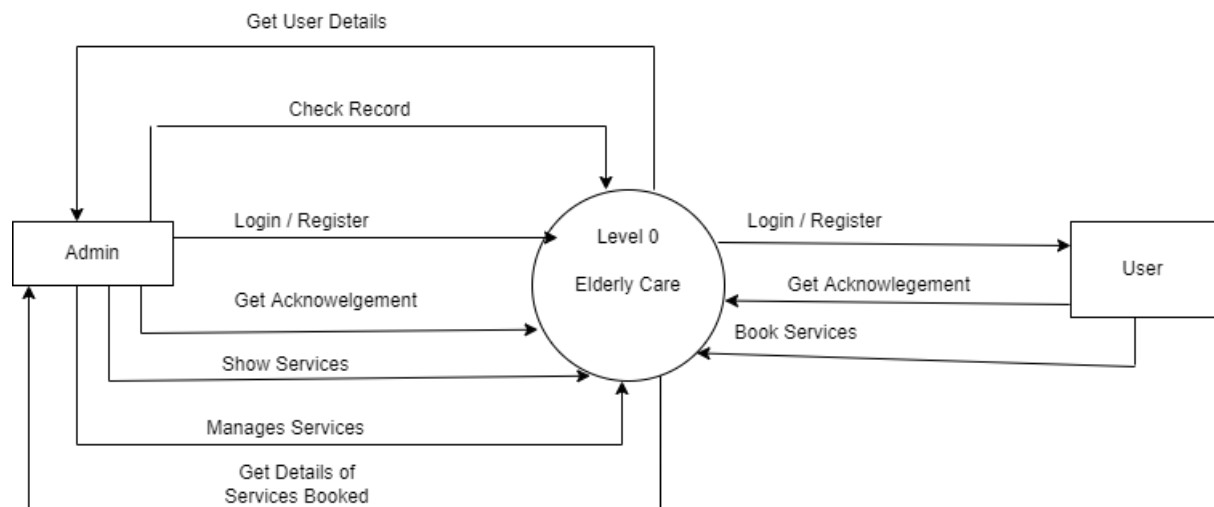 Get User Details
Check Record
Login / Register
Level 0
Login / Register
Admin
Elderly Care
User
Get Acknowelgement
Get Acknowlegement
Book Services
Show Services
Manages Services
Get Details of
Services Booked